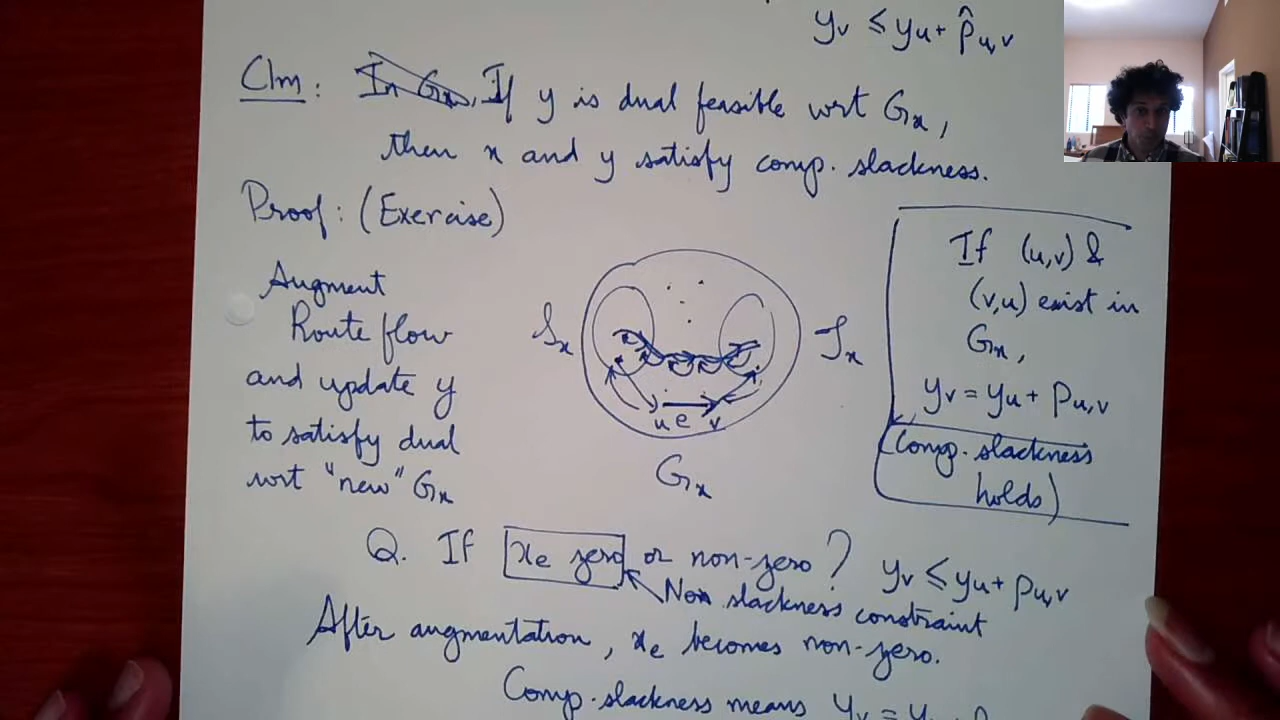 yv ≤ yu + p̂u,v
Clm: In Gx, If y is dual feasible wrt Gx,
then x and y satisfy comp. slackness.
Proof: (Exercise)
Augment
Route flow
and update y
to satisfy dual
wrt "new" Gx
Sx
Tx
u e v
Gx
If (u,v) &
(v,u) exist in
Gx,
yv = yu + pu,v
(Comp. slackness
holds)
Q. If xe zero or non-zero? yv ≤ yu + pu,v
Non slackness constraint
After augmentation, xe becomes non-zero.
Comp. slackness means yv = yu